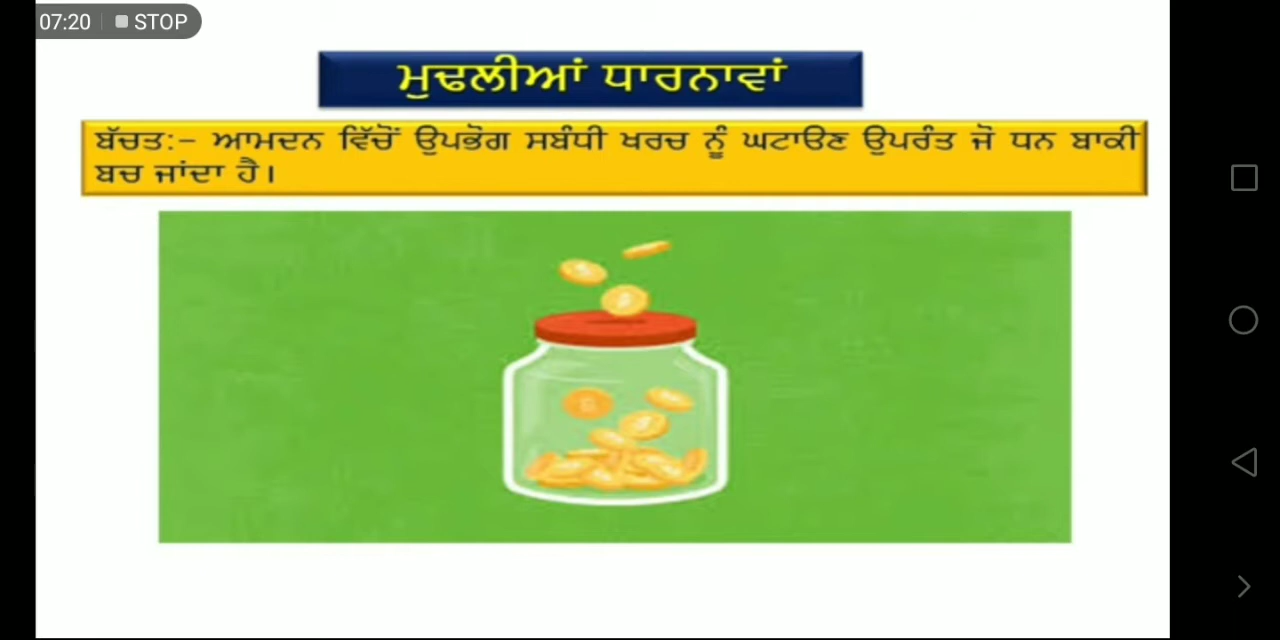 07:20 STOP
ਮੁਢਲੀਆਂ ਧਾਰਨਾਵਾਂ
ਬੱਚਤ:– ਆਮਦਨ ਵਿੱਚੋਂ ਉਪਭੋਗ ਸਬੰਧੀ ਖਰਚ ਨੂੰ ਘਟਾਉਣ ਉਪਰੰਤ ਜੋ ਧਨ ਬਾਕੀ
ਬਚ ਜਾਂਦਾ ਹੈ।